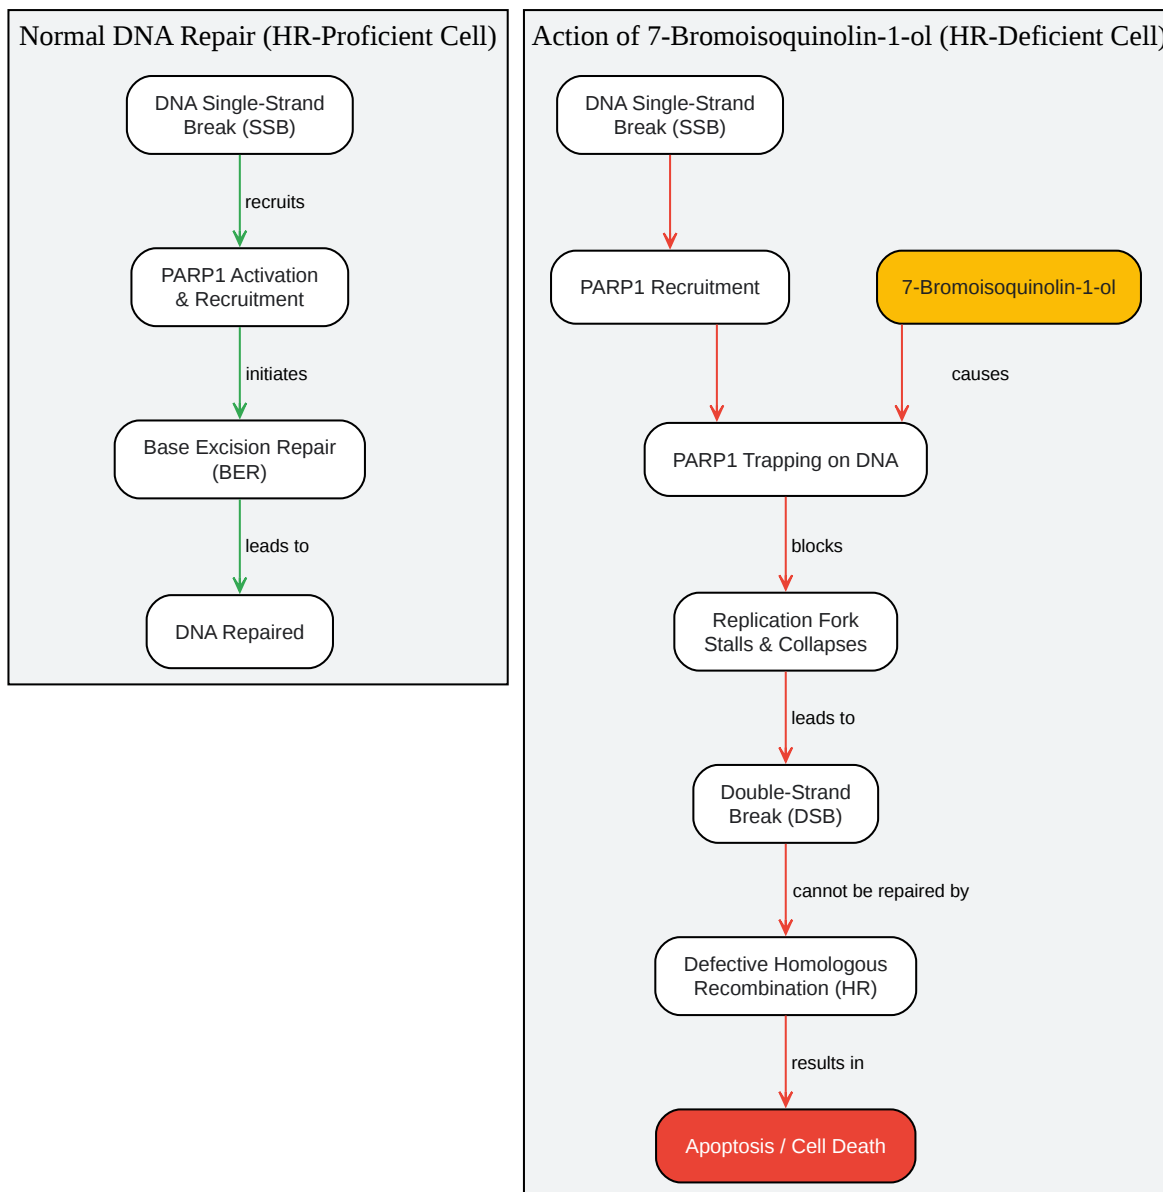 Normal DNA Repair (HR-Proficient Cell)
DNA Single-Strand
Break (SSB)
recruits
PARP1 Activation
& Recruitment
initiates
Base Excision Repair
(BER)
leads to
DNA Repaired
Action of 7-Bromoisoquinolin-1-ol (HR-Deficient Cell)
DNA Single-Strand
Break (SSB)
PARP1 Recruitment
7-Bromoisoquinolin-1-ol
causes
PARP1 Trapping on DNA
blocks
Replication Fork
Stalls & Collapses
leads to
Double-Strand
Break (DSB)
cannot be repaired by
Defective Homologous
Recombination (HR)
results in
Apoptosis / Cell Death